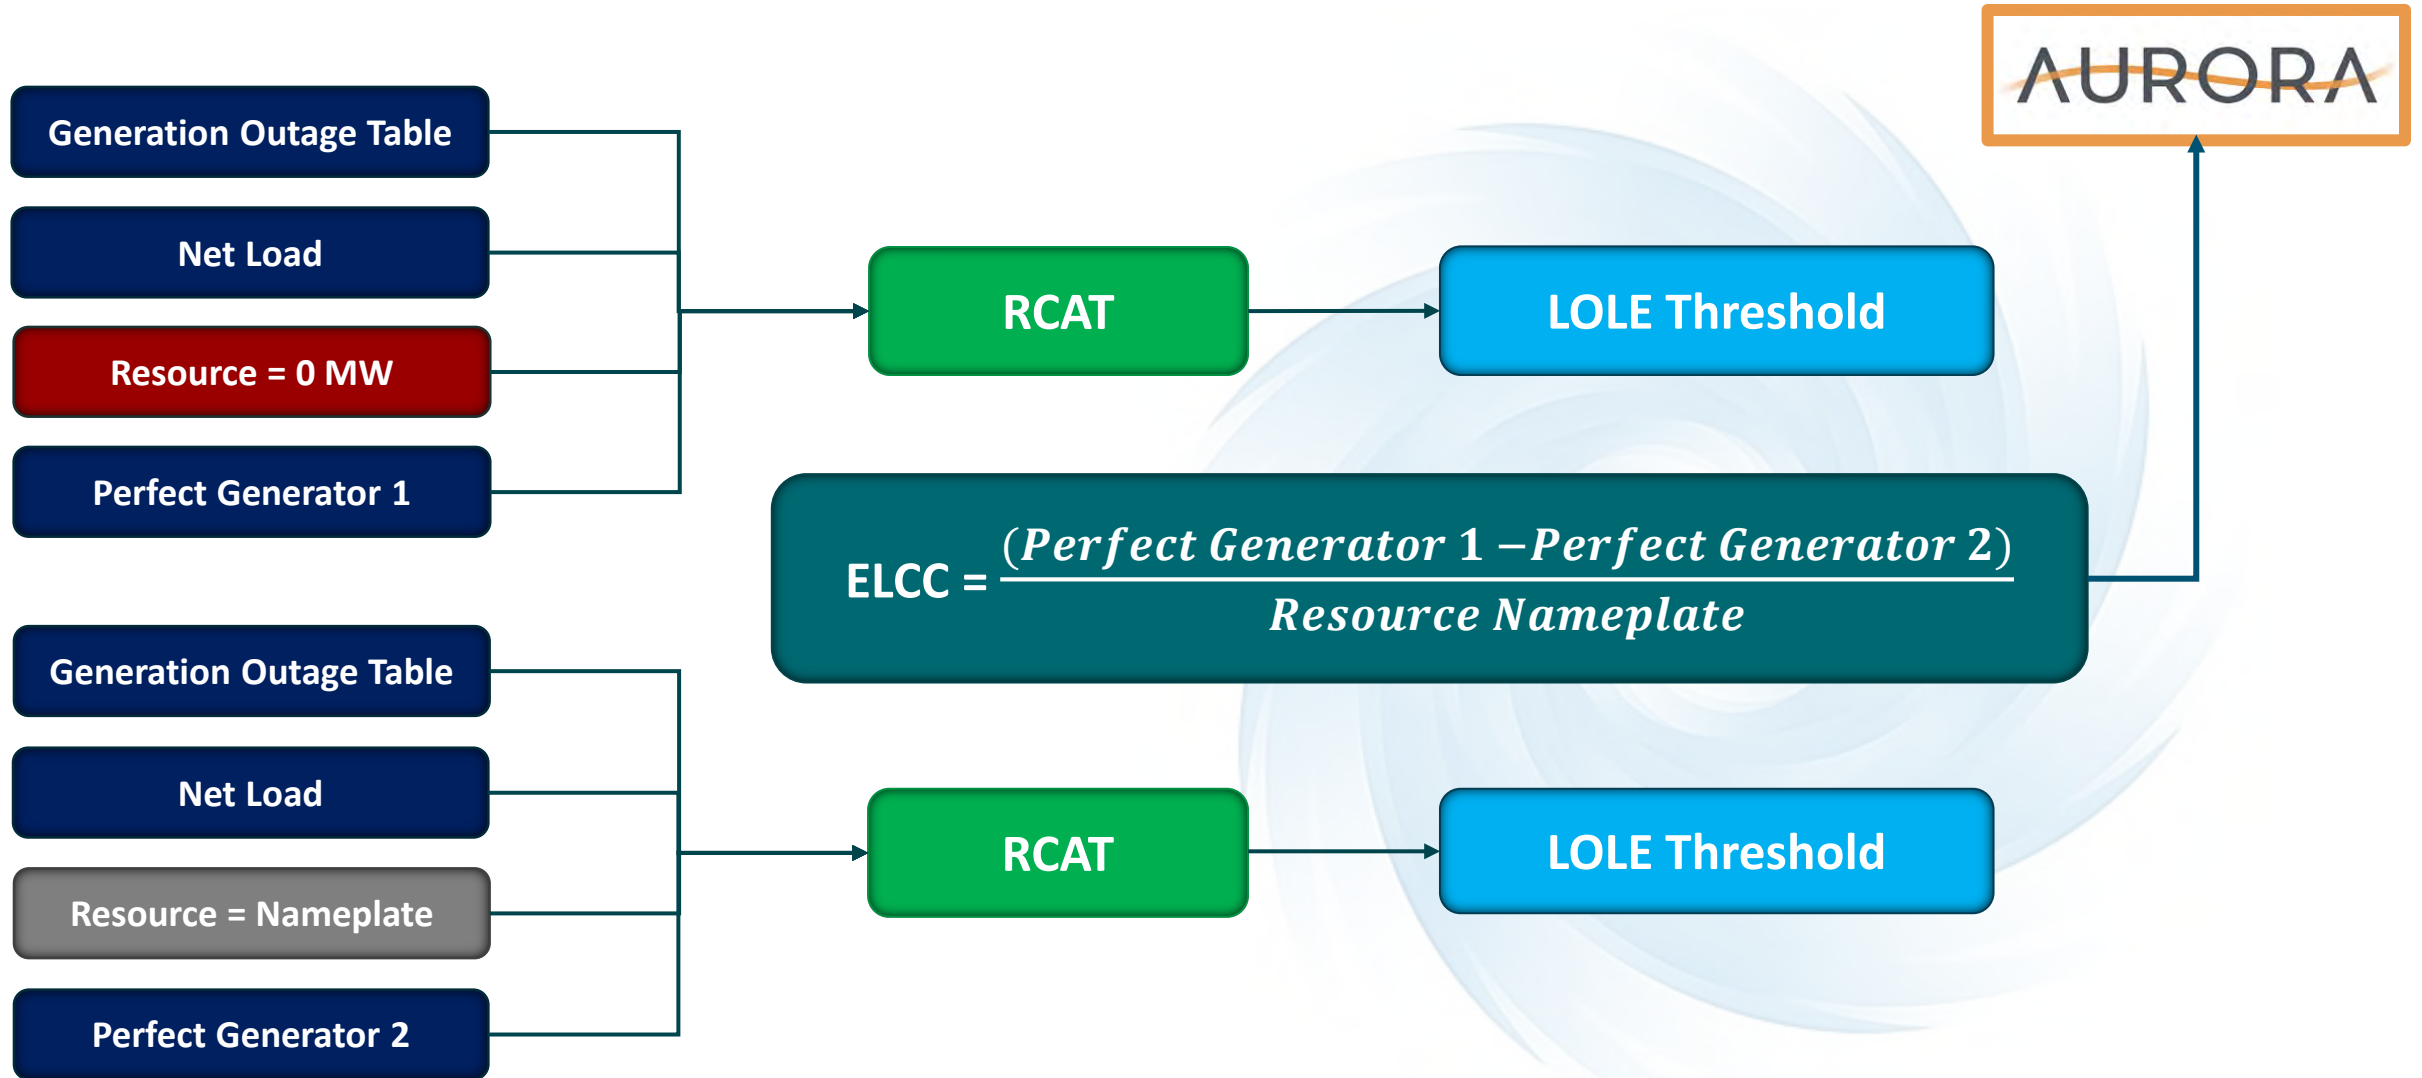 AURORA
Generation Outage Table
Net Load
Resource = 0 MW
Perfect Generator 1
RCAT
LOLE Threshold
(Perfect Generator 1 –Perfect Generator 2)
ELCC =
Resource Nameplate
Generation Outage Table
Net Load
Resource = Nameplate
Perfect Generator 2
RCAT
LOLE Threshold